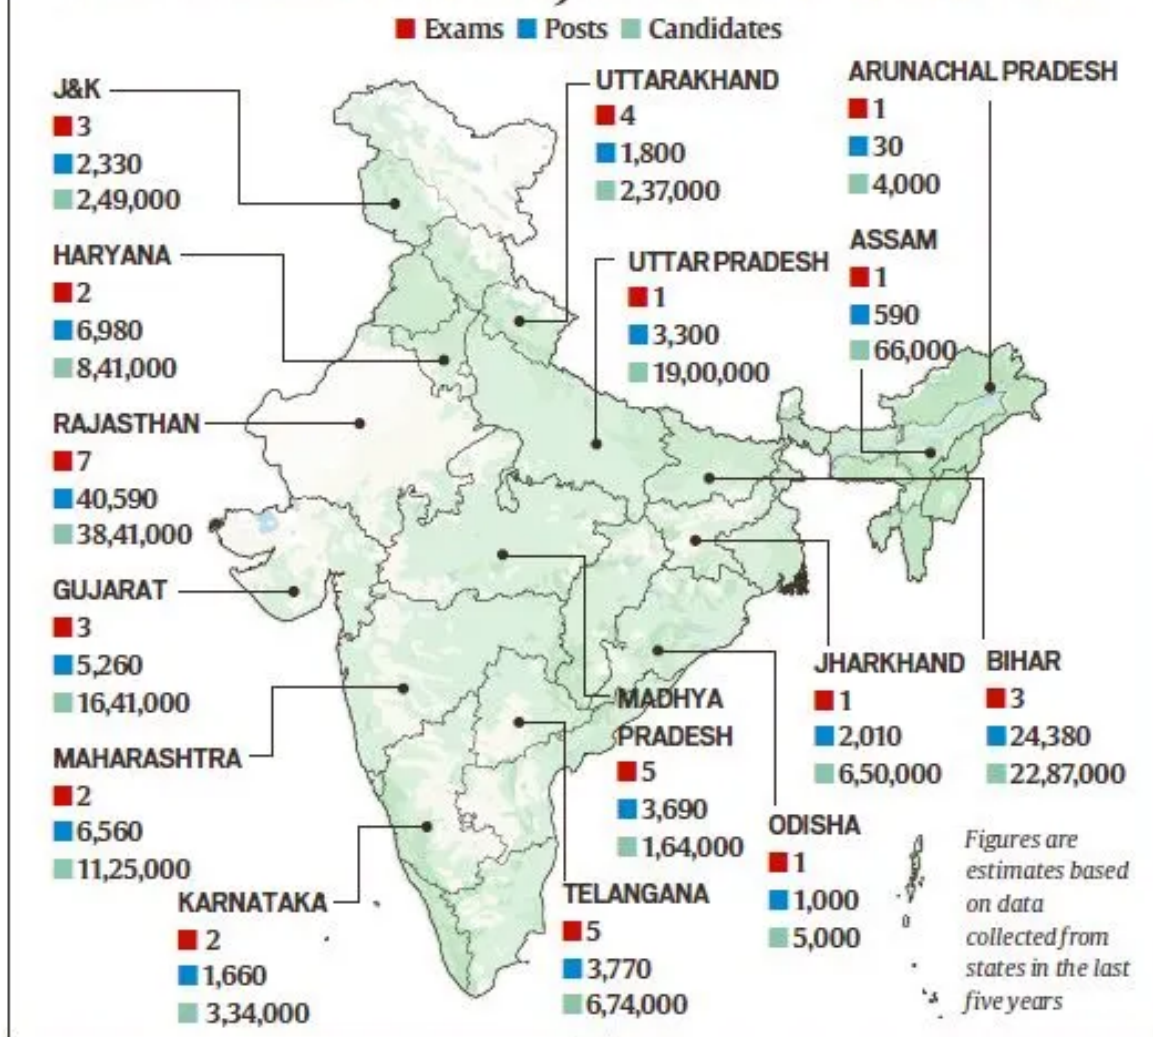 Exams Posts Candidates
J&K
3
2,330
2,49,000
UTTARAKHAND
4
1,800
2,37,000
ARUNACHAL PRADESH
1
30
4,000
HARYANA
2
6,980
8,41,000
UTTAR PRADESH
1
3,300
19,00,000
ASSAM
1
590
66,000
RAJASTHAN
7
40,590
38,41,000
GUJARAT
3
5,260
16,41,000
MAHARASHTRA
2
6,560
11,25,000
KARNATAKA
2
1,660
3,34,000
TELANGANA
5
3,770
6,74,000
MADHYA
PRADESH
5
3,690
1,64,000
ODISHA
1
1,000
5,000
JHARKHAND
1
2,010
6,50,000
BIHAR
3
24,380
22,87,000
Figures are
estimates based
on data
collected from
states in the last
five years